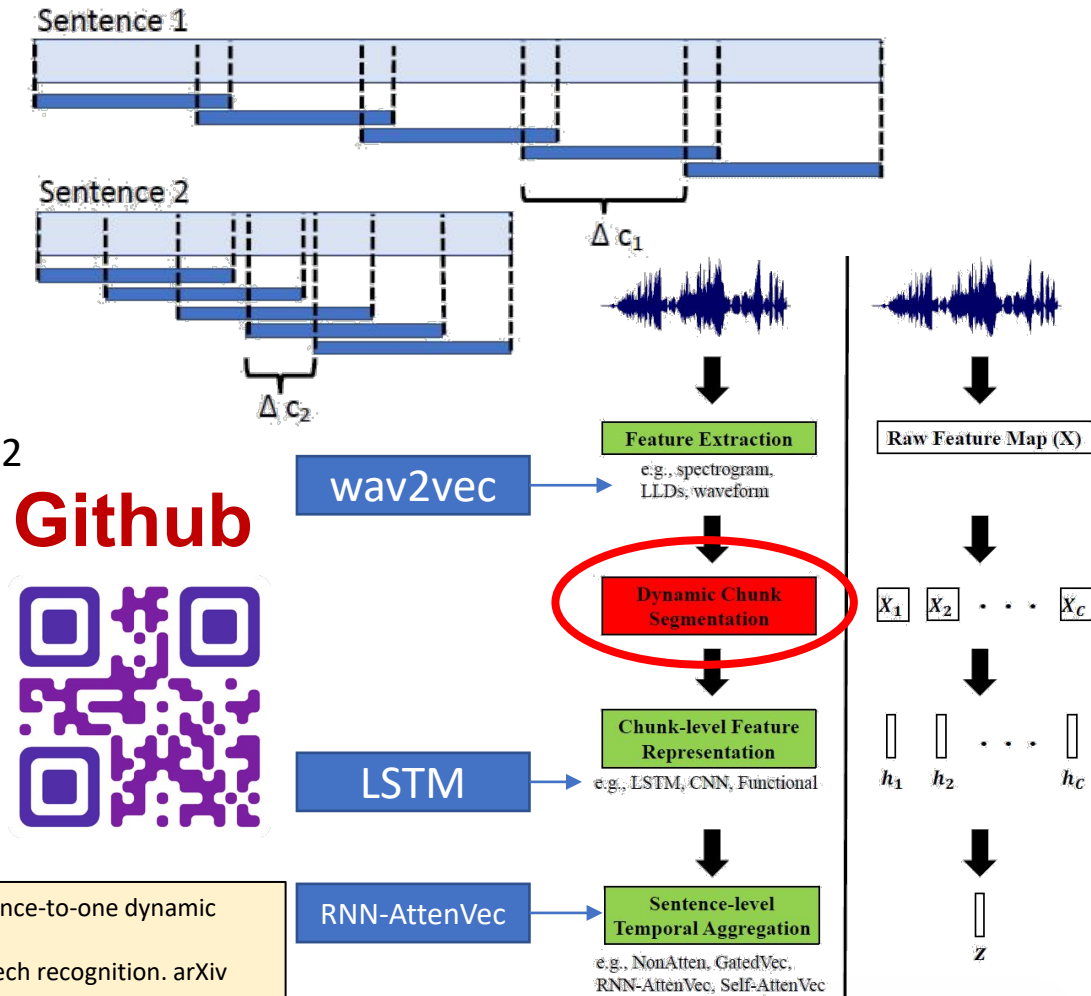 Sentence 1
Δ c₁
Sentence 2
Δ c₂
2
Github
wav2vec
LSTM
RNN-AttenVec
nce-to-one dynamic
ech recognition. arXiv
Feature Extraction
e.g., spectrogram,
LLDs, waveform
Dynamic Chunk
Segmentation
Chunk-level Feature
Representation
e.g., LSTM, CNN, Functional
Sentence-level
Temporal Aggregation
e.g., NonAtten, GatedVec,
RNN-AttenVec, Self-AttenVec
Raw Feature Map (X)
X₁ X₂ · · · X_C
h₁ h₂ · · · h_C
z